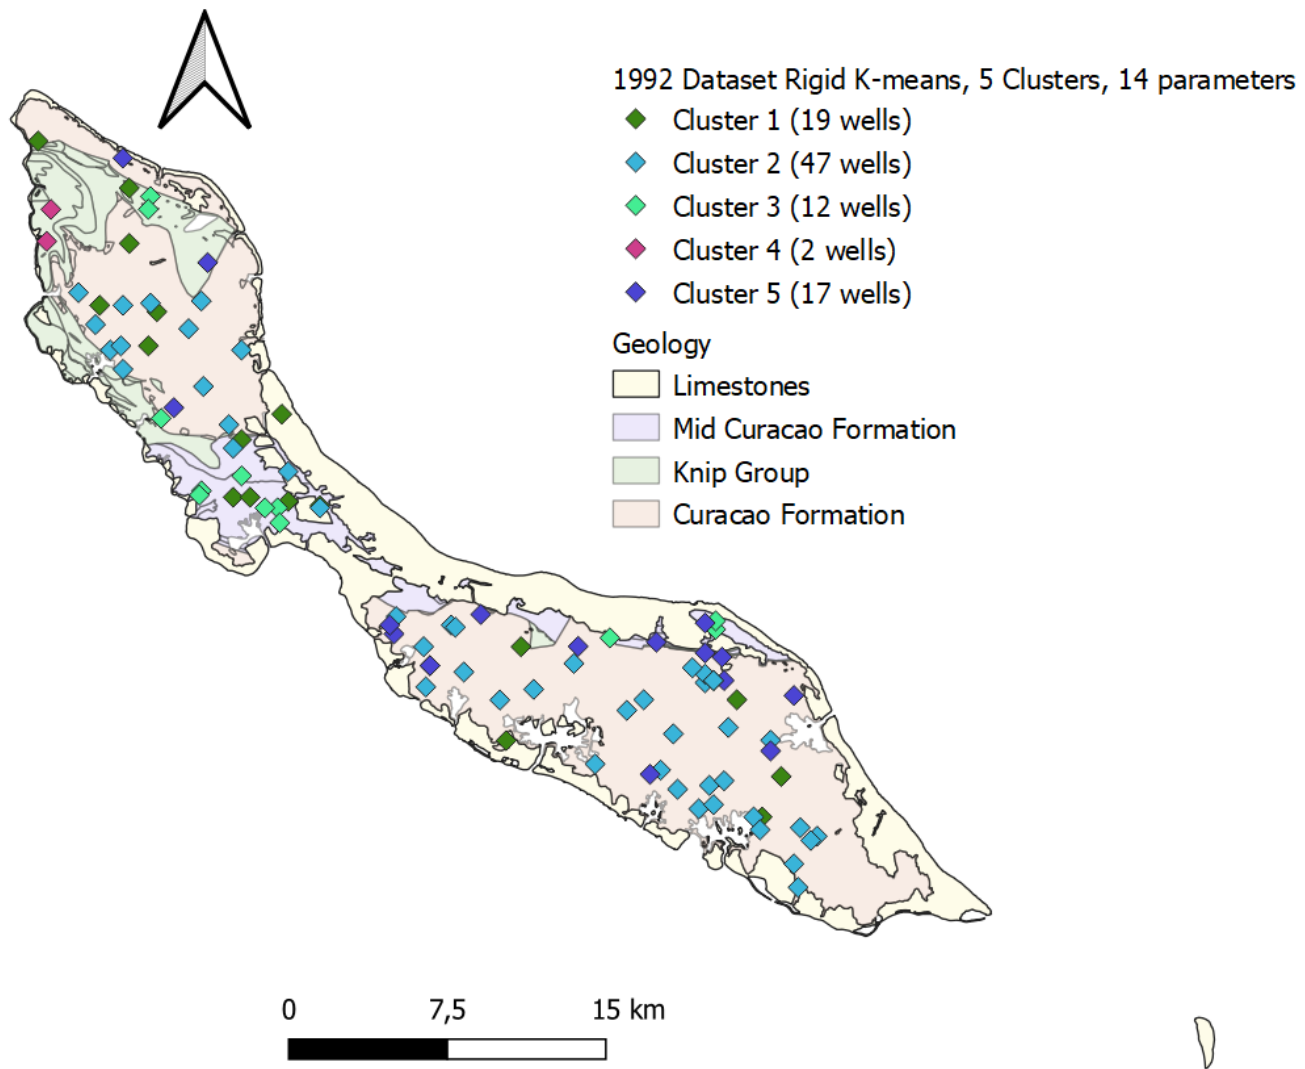 1992 Dataset Rigid K-means, 5 Clusters, 14 parameters
Cluster 1 (19 wells)
Cluster 2 (47 wells)
Cluster 3 (12 wells)
Cluster 4 (2 wells)
Cluster 5 (17 wells)
Geology
Limestones
Mid Curacao Formation
Knip Group
Curacao Formation
0 7,5 15 km